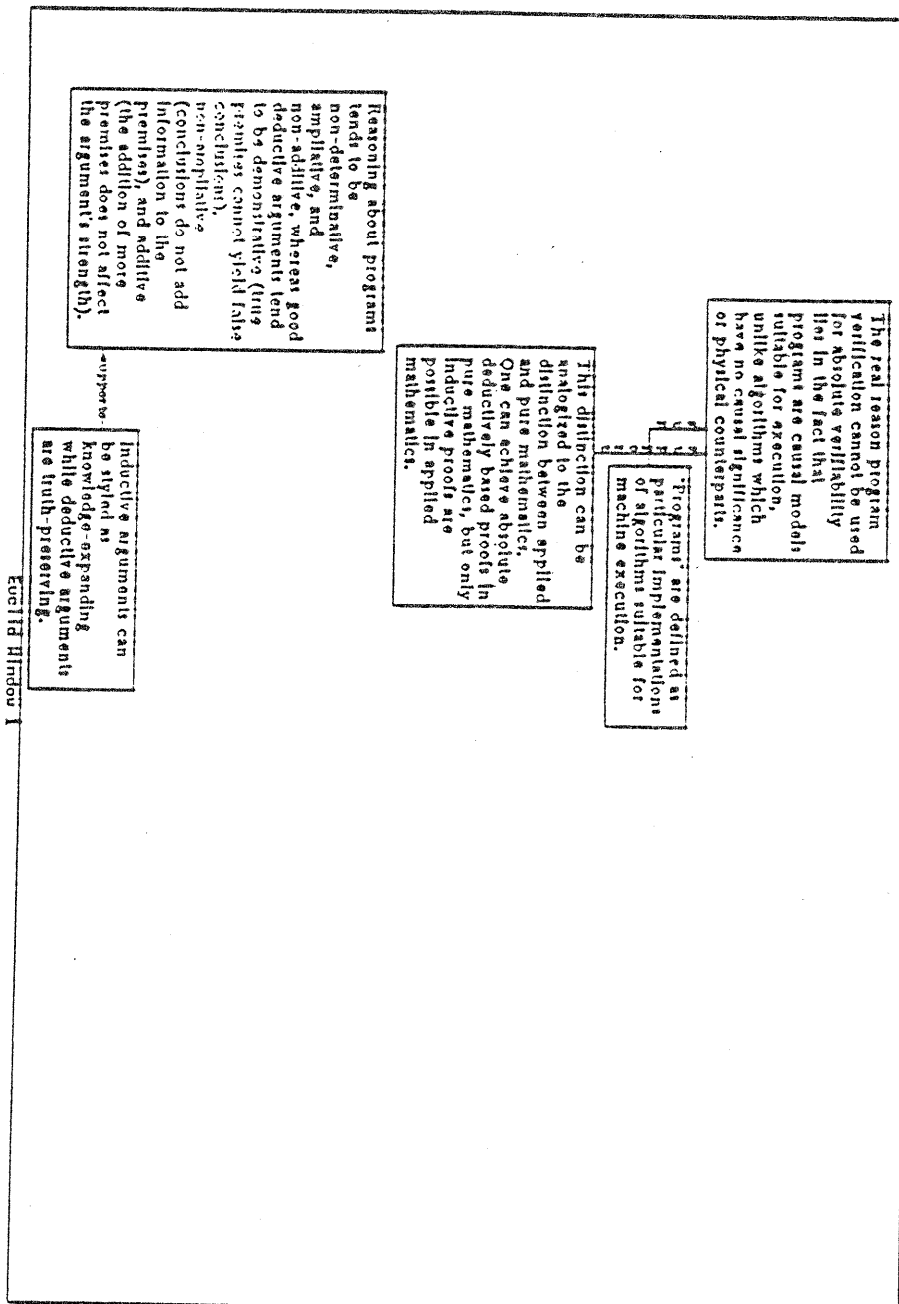 The real reason program
verification cannot be used
for absolute verifiability
lies in the fact that
programs are causal models
suitable for execution,
unlike algorithms which
have no causal significance
or physical counterparts.
"Programs" are defined as
particular implementations
of algorithms suitable for
machine execution.
This distinction can be
analogized to the
distinction between applied
and pure mathematics.
One can achieve absolute
deductively based proofs in
pure mathematics, but only
inductive proofs are
possible in applied
mathematics.
Reasoning about programs
tends to be
non-determinative,
ampliative, and
non-additive, whereas good
deductive arguments tend
to be demonstrative (true
premises cannot yield false
conclusions),
non-ampliative
(conclusions do not add
information to the
premises), and additive
(the addition of more
premises does not affect
the argument's strength).
supports
Inductive arguments can
be styled as
knowledge-expanding
while deductive arguments
are truth-preserving.
Euclid Window 1